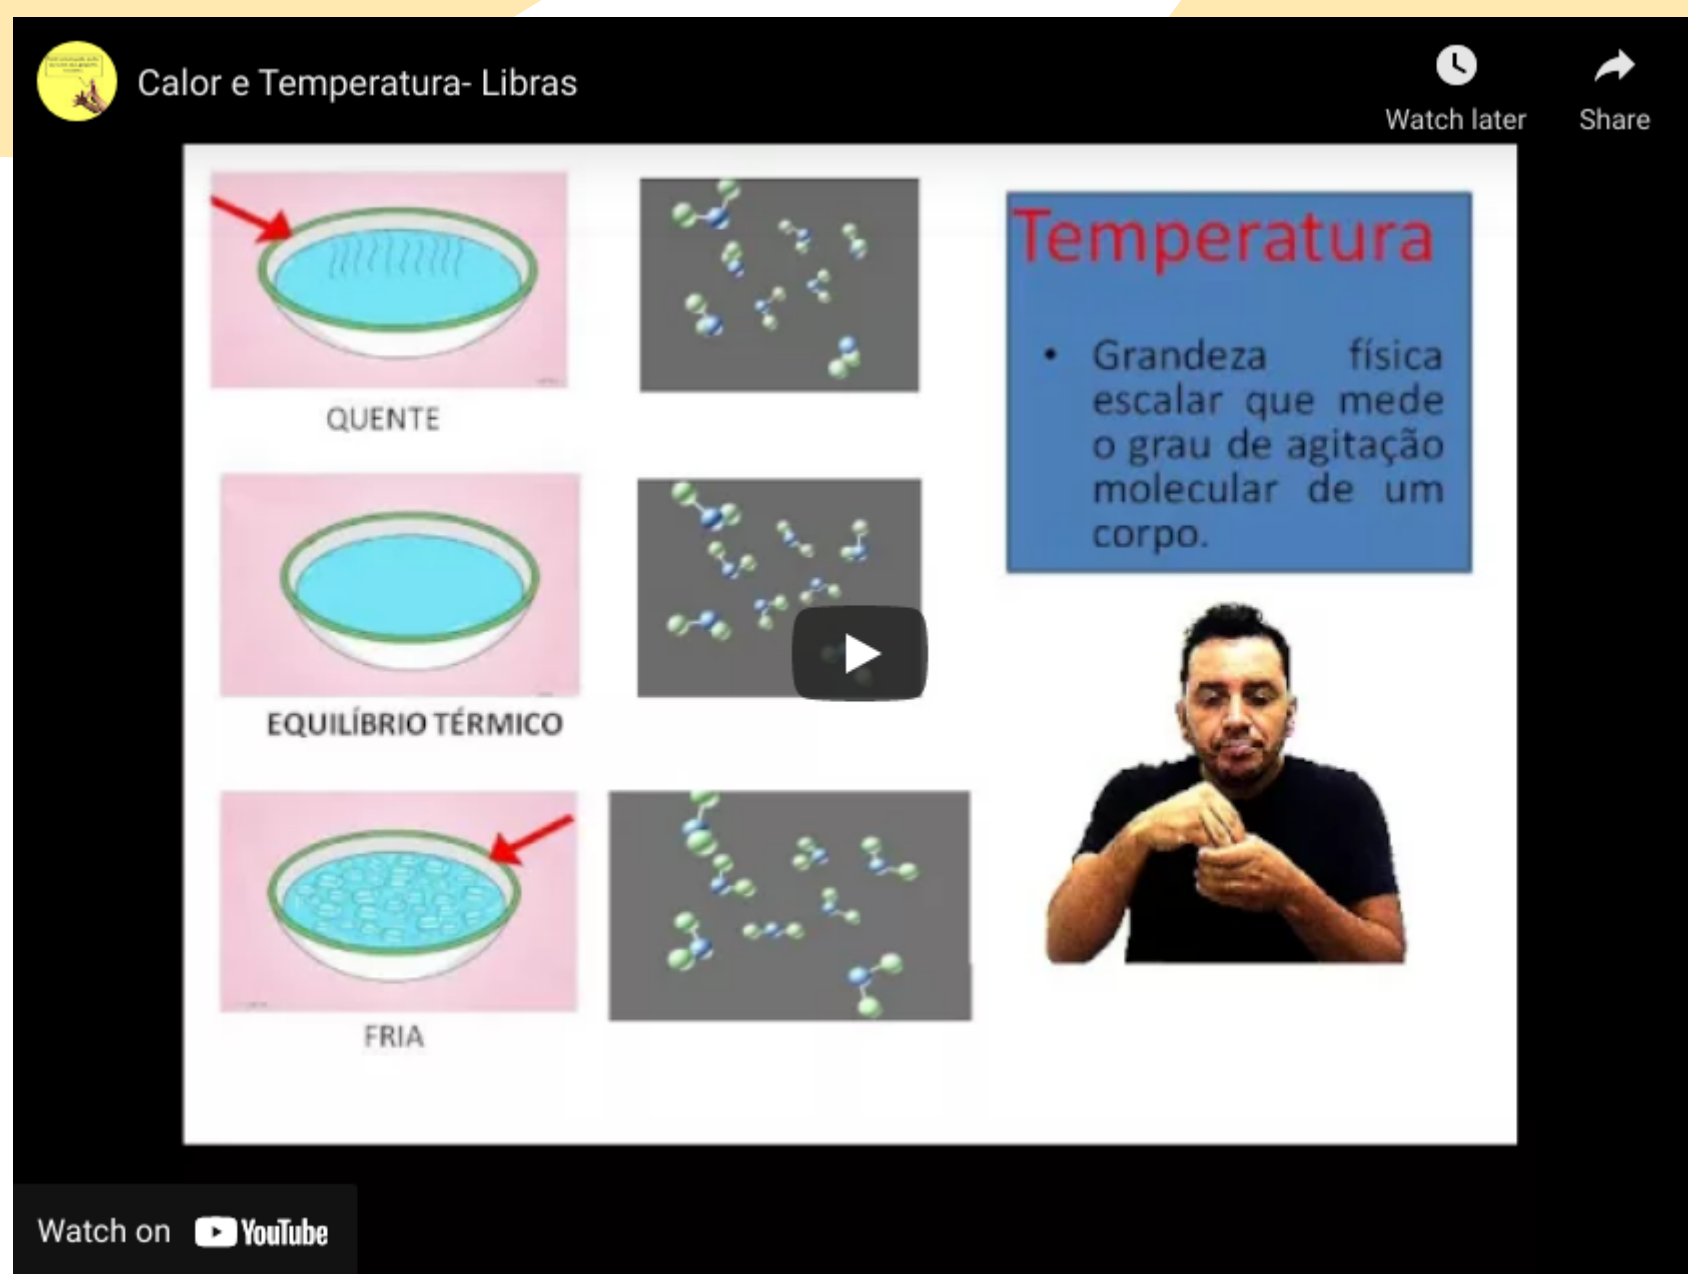 Calor e Temperatura- Libras
Watch later
Share
QUENTE
EQUILÍBRIO TÉRMICO
FRIA
Temperatura
• Grandeza física
escalar que mede
o grau de agitação
molecular de um
corpo.
Watch on YouTube